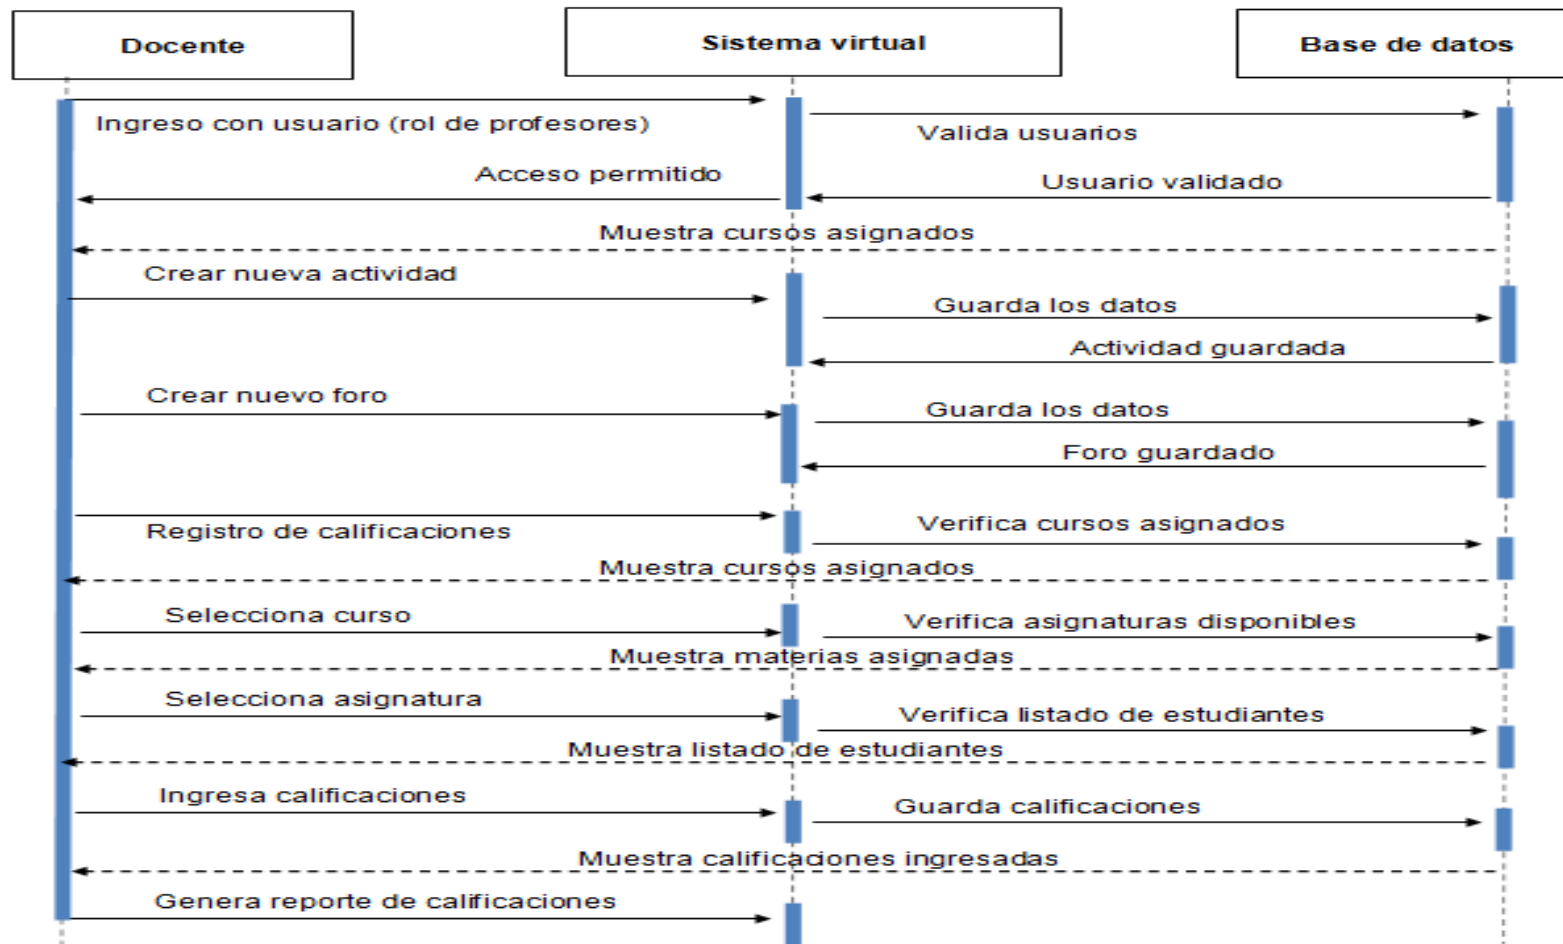 Docente
Sistema virtual
Base de datos
Ingreso con usuario (rol de profesores)
Valida usuarios
Acceso permitido
Usuario validado
Muestra cursos asignados
Crear nueva actividad
Guarda los datos
Actividad guardada
Crear nuevo foro
Guarda los datos
Foro guardado
Registro de calificaciones
Verifica cursos asignados
Muestra cursos asignados
Selecciona curso
Verifica asignaturas disponibles
Muestra materias asignadas
Selecciona asignatura
Verifica listado de estudiantes
Muestra listado de estudiantes
Ingresa calificaciones
Guarda calificaciones
Muestra calificaciones ingresadas
Genera reporte de calificaciones